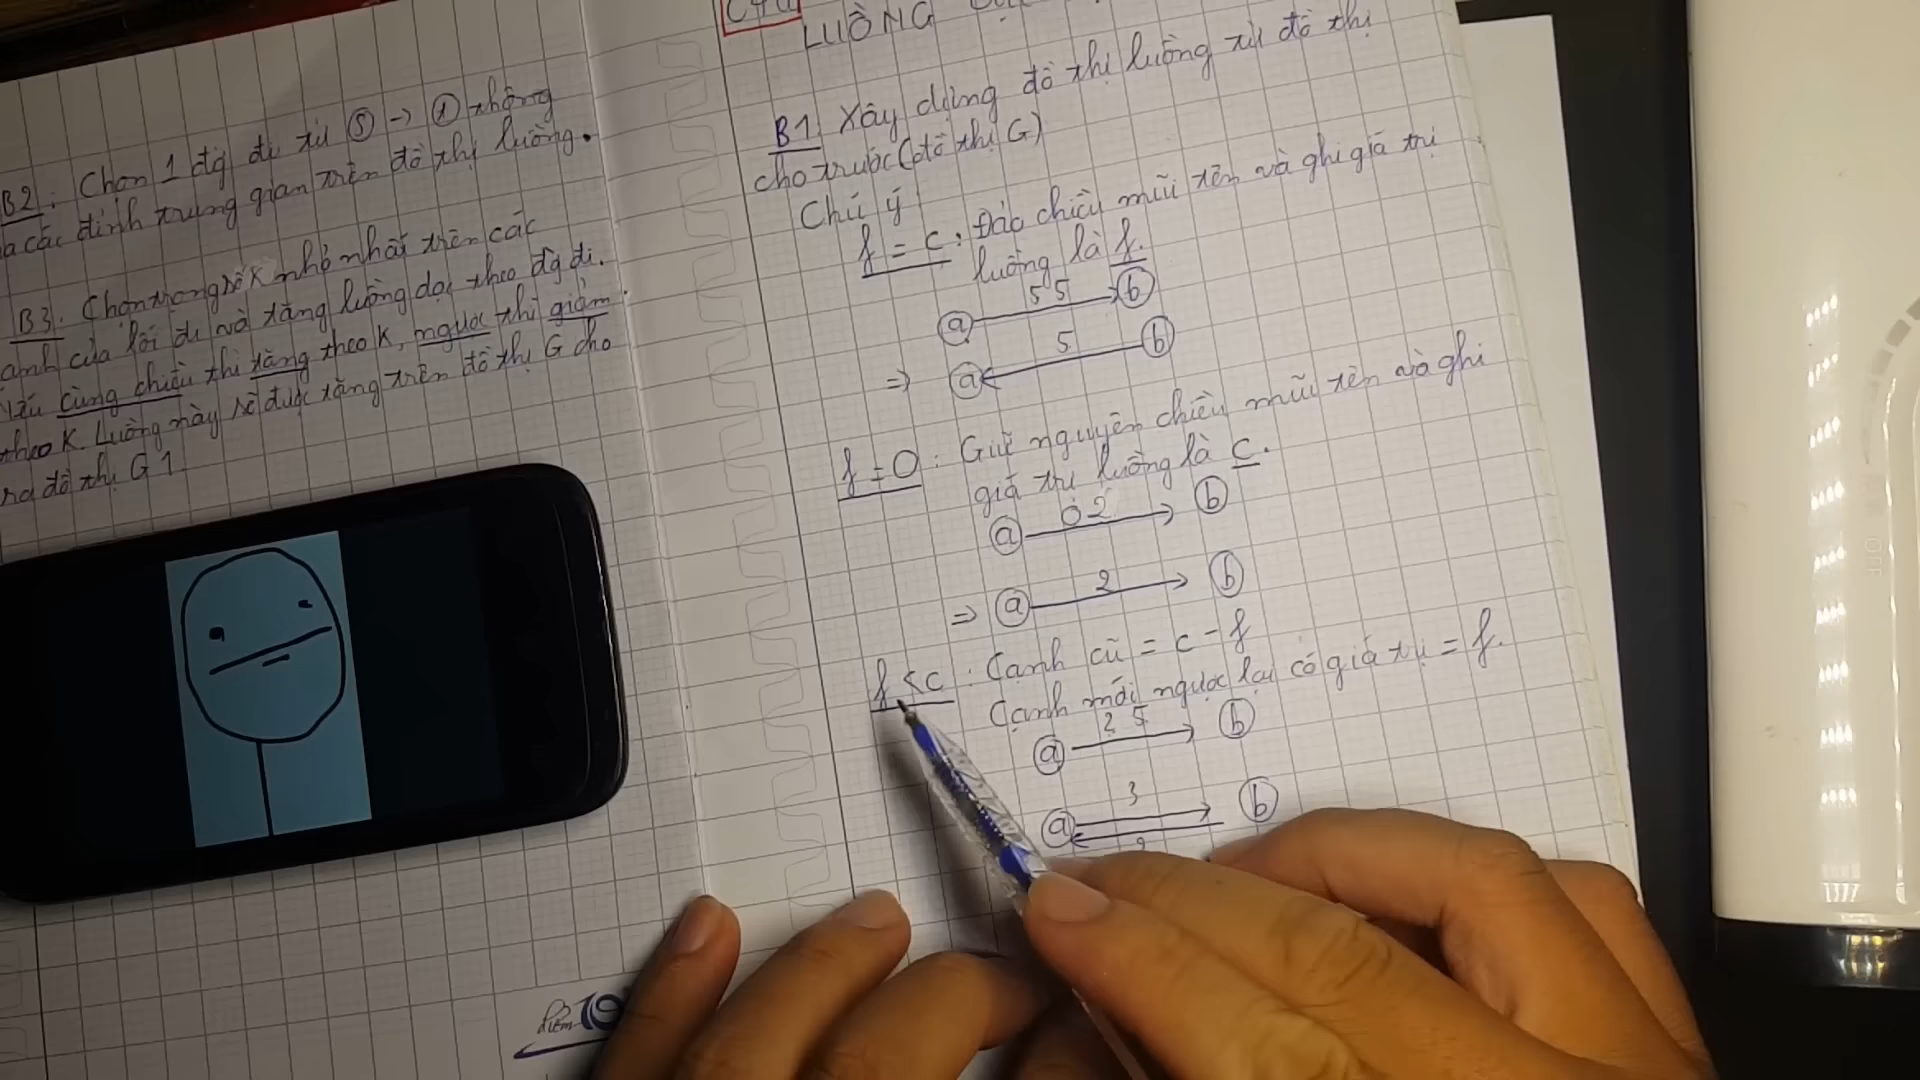 B2: Chọn 1 đg đi từ (S) -> (t) thông
a các đỉnh trung gian trên đồ thị luồng.
B3. Chọn trọng số K nhỏ nhất trên các
cạnh của lối đi và tăng luồng dọc theo đg đi.
Nếu cùng chiều thì tăng theo K, ngược thì giảm
theo K. Luồng này sẽ được tăng trên đồ thị G cho
ra đồ thị G1
điểm 10
LUỒNG
B1 Xây dựng đồ thị luồng từ đồ thị
cho trước (đồ thị G)
Chú ý
f = c: Đảo chiều mũi tên và ghi giá trị
luồng là f.
a 5 5 b
5
=> a b
f = 0: Giữ nguyên chiều mũi tên và ghi
giá trị luồng là c.
a 0 2 b
=> a 2 b
f < c: Cạnh cũ = c - f
Cạnh mới ngược lại có giá trị = f.
a 2 5 b
a 3 b